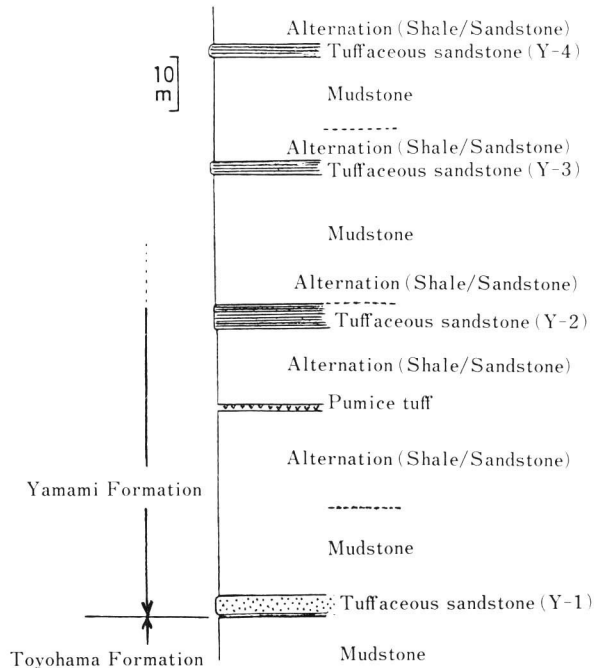 Alternation (Shale/Sandstone)
Tuffaceous sandstone (Y-4)
10
m
Mudstone
Alternation (Shale/Sandstone)
Tuffaceous sandstone (Y-3)
Mudstone
Alternation (Shale/Sandstone)
Tuffaceous sandstone (Y-2)
Alternation (Shale/Sandstone)
Pumice tuff
Alternation (Shale/Sandstone)
Yamami Formation
Mudstone
Tuffaceous sandstone (Y-1)
Toyohama Formation
Mudstone